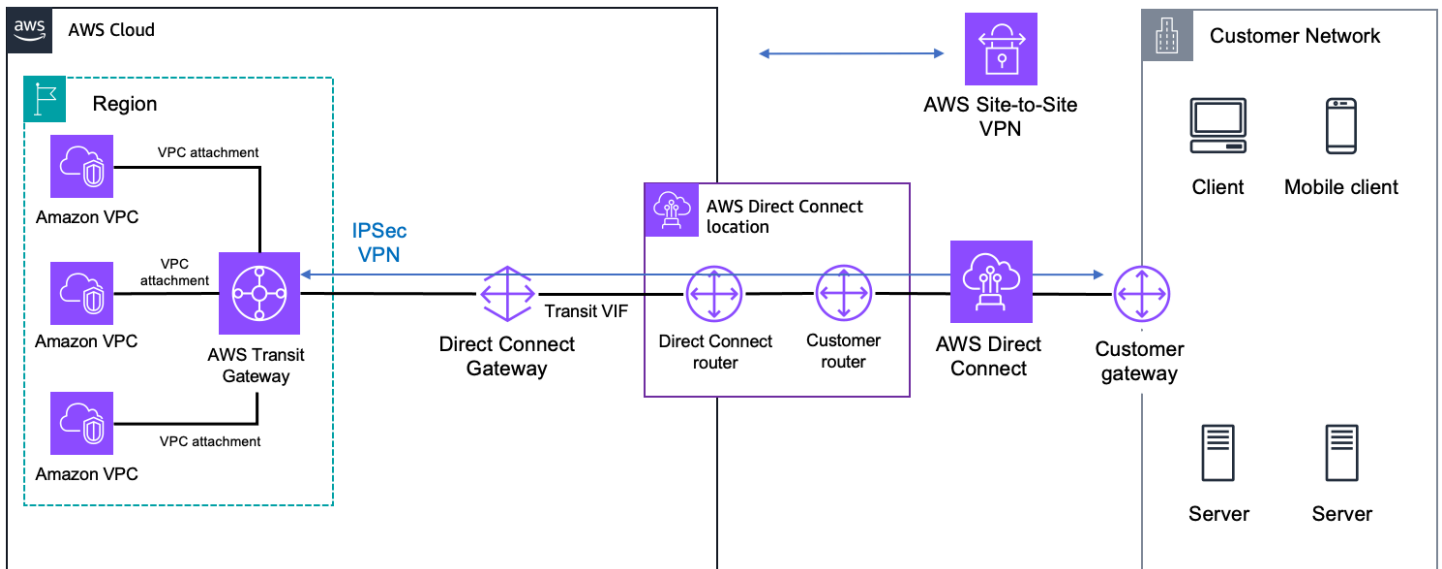 aws
AWS Cloud
Customer Network
Region
AWS Site-to-Site
VPN
Client
Mobile client
VPC attachment
Amazon VPC
IPSec
VPN
AWS Direct Connect
location
VPC
attachment
Amazon VPC
Transit VIF
AWS Transit
Gateway
Direct Connect
Gateway
Direct Connect
router
Customer
router
AWS Direct
Connect
Customer
gateway
VPC attachment
Amazon VPC
Server
Server